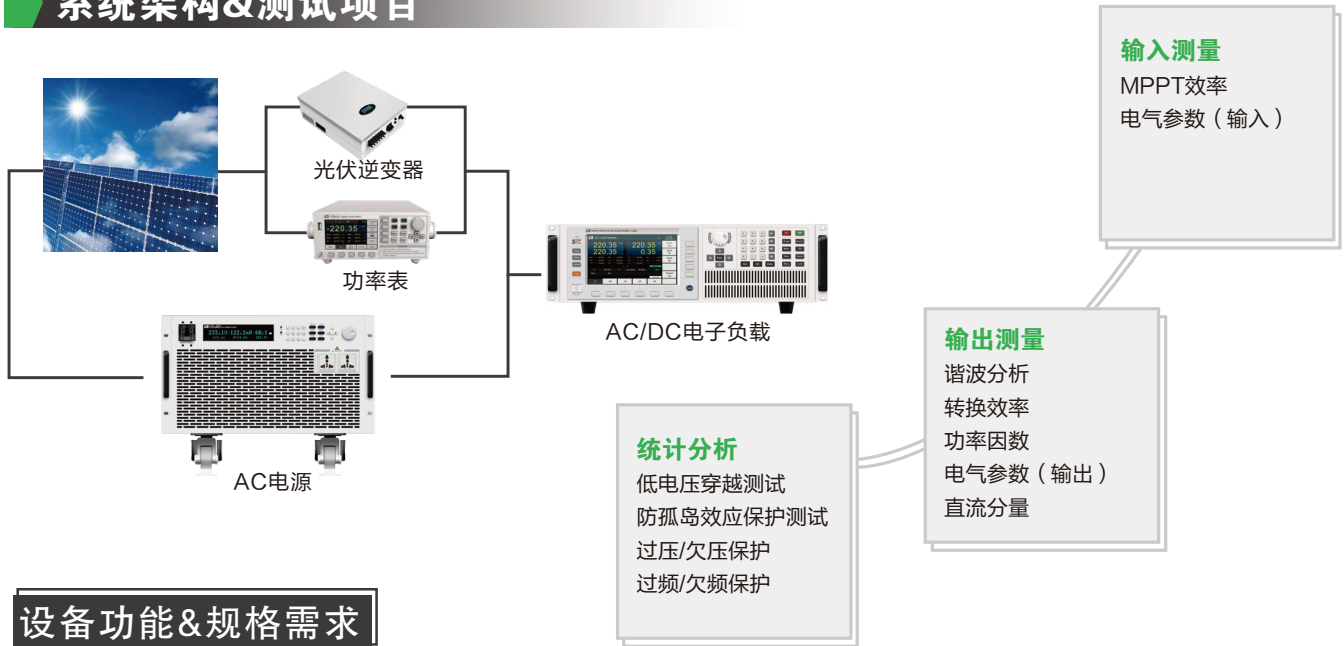 系统架构&测试项目
光伏逆变器
-220.35
功率表
220.35 220.35
220.35 0.35
AC/DC电子负载
AC电源
输入测量
MPPT效率
电气参数（输入）
输出测量
谐波分析
转换效率
功率因数
电气参数（输出）
直流分量
统计分析
低电压穿越测试
防孤岛效应保护测试
过压/欠压保护
过频/欠频保护
设备功能&规格需求